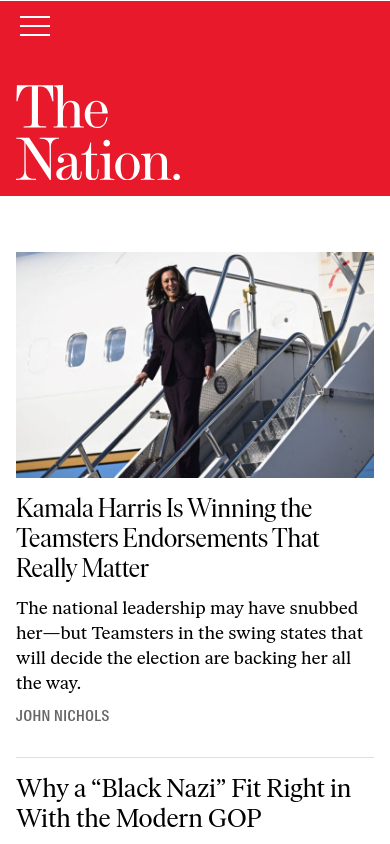 The
Nation.
Kamala Harris Is Winning the
Teamsters Endorsements That
Really Matter
The national leadership may have snubbed
her—but Teamsters in the swing states that
will decide the election are backing her all
the way.
JOHN NICHOLS
Why a “Black Nazi” Fit Right in
With the Modern GOP